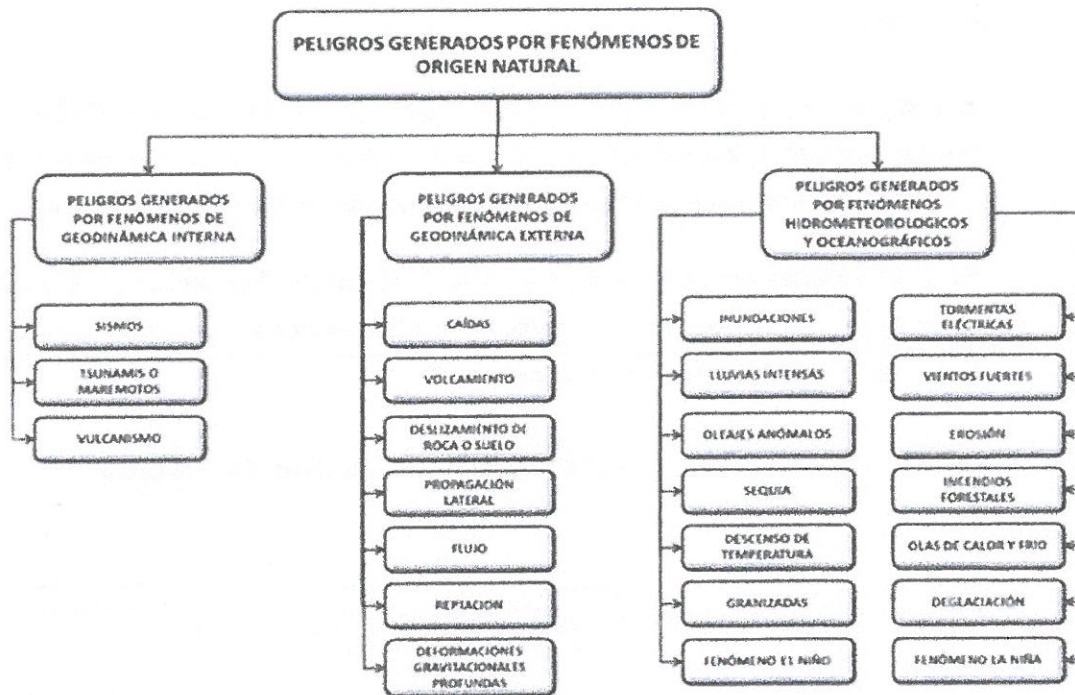 PELIGROS GENERADOS POR FENÓMENOS DE
ORIGEN NATURAL
PELIGROS GENERADOS
POR FENÓMENOS DE
GEODINÁMICA INTERNA
SISMOS
TSUNAMIS O
MAREMOTOS
VULCANISMO
PELIGROS GENERADOS
POR FENÓMENOS DE
GEODINÁMICA EXTERNA
CAÍDAS
VOLCAMIENTO
DESLIZAMIENTO DE
ROCA O SUELO
PROPAGACIÓN
LATERAL
FLUJO
REPTACION
DEFORMACIONES
GRAVITACIONALES
PROFUNDAS
PELIGROS GENERADOS
POR FENÓMENOS
HIDROMETEOROLOGICOS
Y OCEANOGRÁFICOS
INUNDACIONES
LLUVIAS INTENSAS
OLEAJES ANÓMALOS
SEQUIA
DESCENSO DE
TEMPERATURA
GRANIZADAS
FENÓMENO EL NIÑO
TORMENTAS
ELÉCTRICAS
VIENTOS FUERTES
EROSIÓN
INCENDIOS
FORESTALES
OLAS DE CALOR Y FRIO
DEGLACIACIÓN
FENÓMENO LA NIÑA